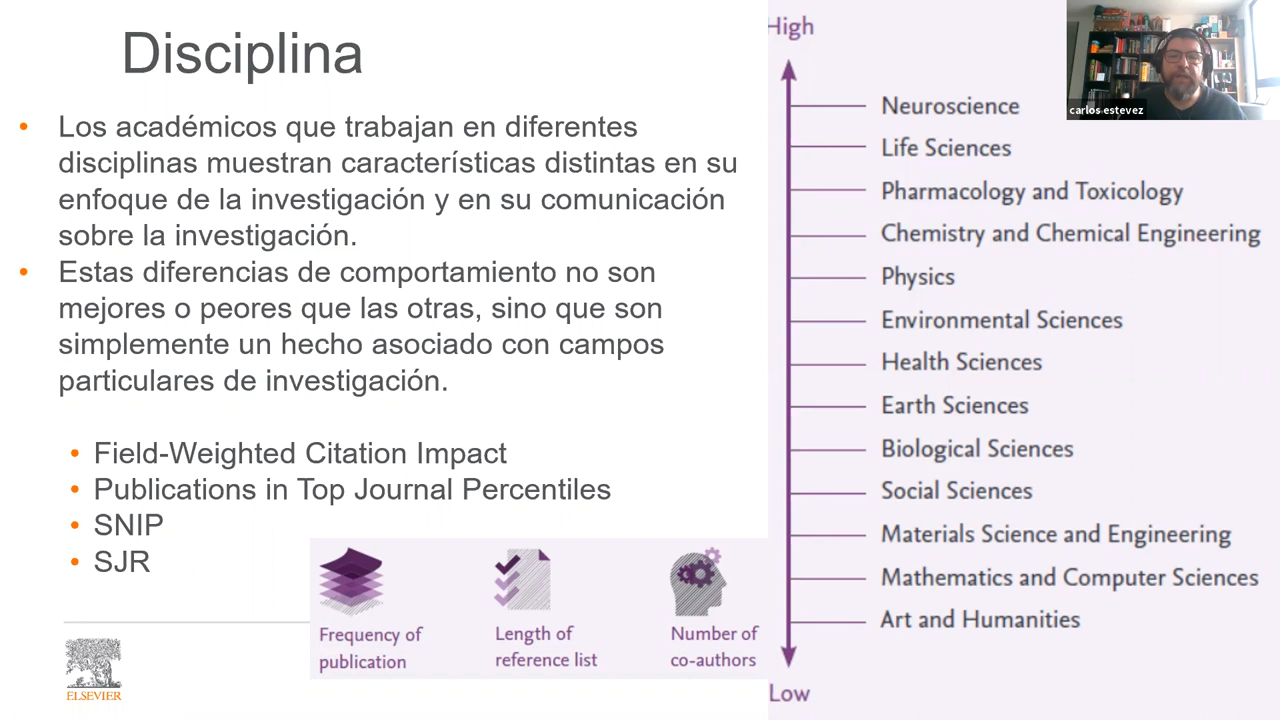 Disciplina
• Los académicos que trabajan en diferentes
disciplinas muestran características distintas en su
enfoque de la investigación y en su comunicación
sobre la investigación.
• Estas diferencias de comportamiento no son
mejores o peores que las otras, sino que son
simplemente un hecho asociado con campos
particulares de investigación.
• Field-Weighted Citation Impact
• Publications in Top Journal Percentiles
• SNIP
• SJR
Frequency of
publication
Length of
reference list
Number of
co-authors
ELSEVIER
High
Neuroscience
Life Sciences
Pharmacology and Toxicology
Chemistry and Chemical Engineering
Physics
Environmental Sciences
Health Sciences
Earth Sciences
Biological Sciences
Social Sciences
Materials Science and Engineering
Mathematics and Computer Sciences
Art and Humanities
Low
carlos estevez